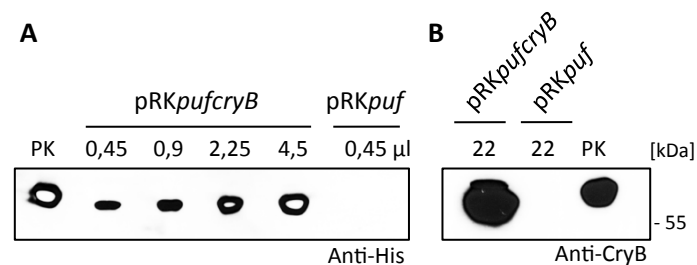 A
pRKpufcryB pRKpuf
PK 0,45 0,9 2,25 4,5 0,45 µl
Anti-His
B
pRKpufcryB pRKpuf
22 22 PK [kDa]
- 55
Anti-CryB